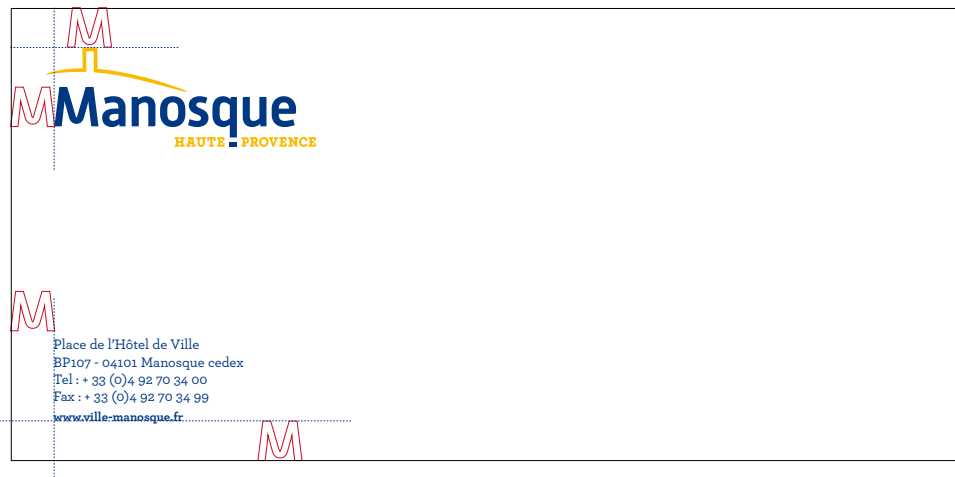 M
M Manosque
HAUTE - PROVENCE
M
Place de l'Hôtel de Ville
BP107 - 04101 Manosque cedex
Tel : + 33 (0)4 92 70 34 00
Fax : + 33 (0)4 92 70 34 99
www.ville-manosque.fr
M